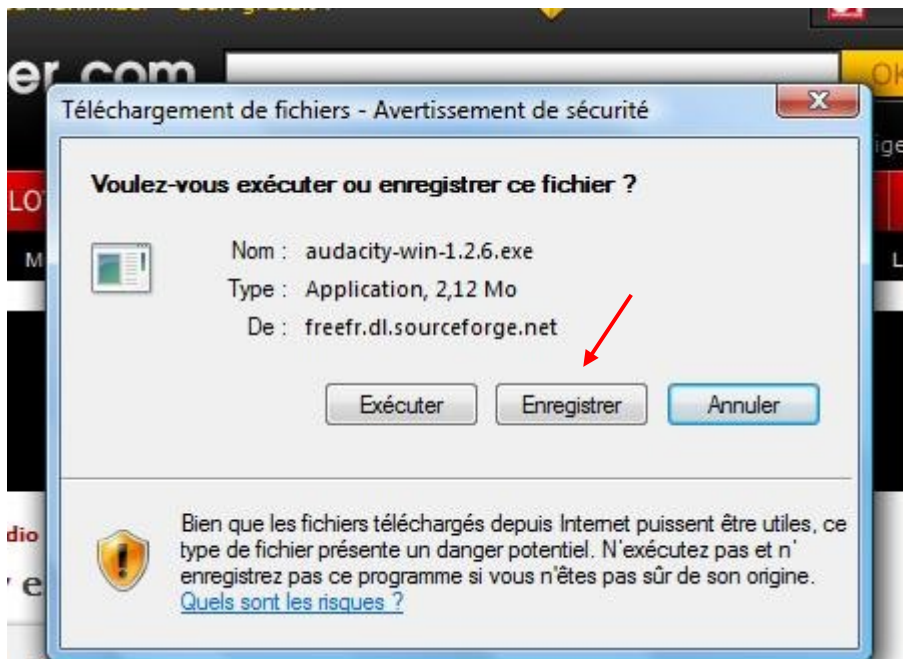 er.com
OK
Téléchargement de fichiers - Avertissement de sécurité
Voulez-vous exécuter ou enregistrer ce fichier ?
LO
Nom : audacity-win-1.2.6.exe
M
L
Type : Application, 2,12 Mo
De : freefr.dl.sourceforge.net
Exécuter Enregistrer Annuler
Bien que les fichiers téléchargés depuis Internet puissent être utiles, ce
dio
type de fichier présente un danger potentiel. N'exécutez pas et n'
enregistrez pas ce programme si vous n'êtes pas sûr de son origine.
e
Quels sont les risques ?